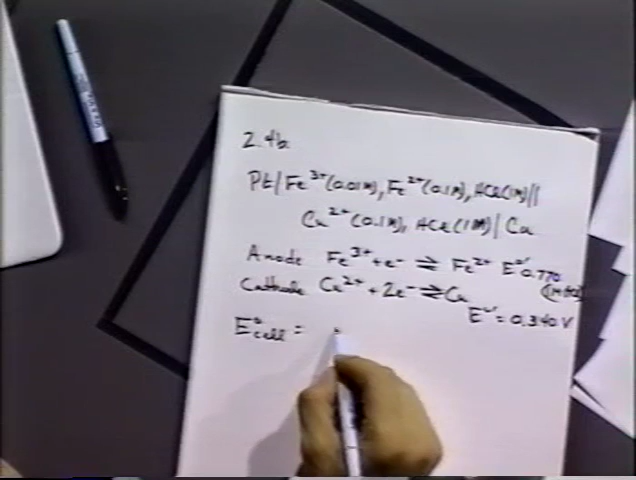 2.4b
Pt/Fe³⁺(0.01M), Fe²⁺(0.1M), HCl(1M)//
Cu²⁺(0.1M), HCl(1M)/Cu
Anode Fe³⁺+e⁻ ⇌ Fe²⁺ E°' 0.770
Cathode Cu²⁺+2e⁻ ⇌ Cu
E°' = 0.340 V
E°cell =